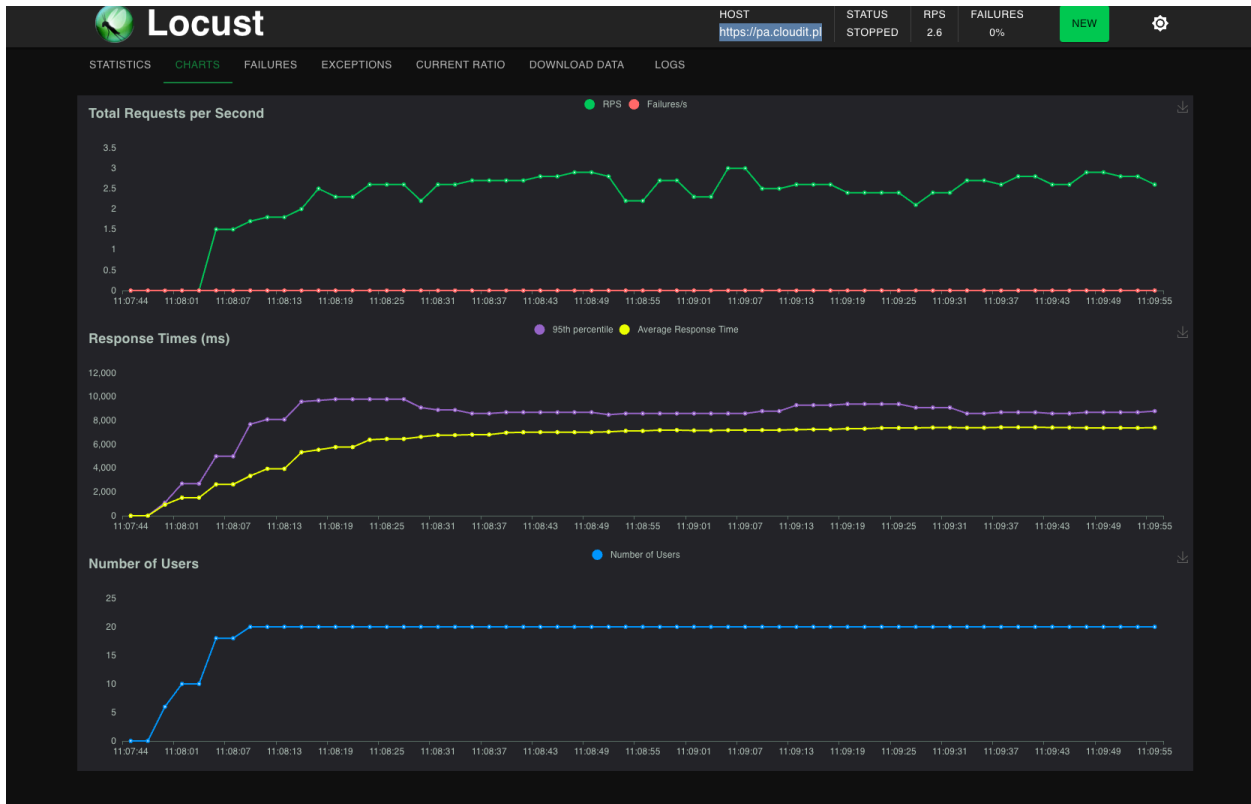 Locust
HOST
https://pa.cloudit.pl
STATUS
STOPPED
RPS
2.6
FAILURES
0%
NEW
STATISTICS CHARTS FAILURES EXCEPTIONS CURRENT RATIO DOWNLOAD DATA LOGS
Total Requests per Second
RPS Failures/s
3.5
3
2.5
2
1.5
1
0.5
0
11:07:44 11:08:01 11:08:07 11:08:13 11:08:19 11:08:25 11:08:31 11:08:37 11:08:43 11:08:49 11:08:55 11:09:01 11:09:07 11:09:13 11:09:19 11:09:25 11:09:31 11:09:37 11:09:43 11:09:49 11:09:55
Response Times (ms)
95th percentile Average Response Time
12,000
10,000
8,000
6,000
4,000
2,000
0
11:07:44 11:08:01 11:08:07 11:08:13 11:08:19 11:08:25 11:08:31 11:08:37 11:08:43 11:08:49 11:08:55 11:09:01 11:09:07 11:09:13 11:09:19 11:09:25 11:09:31 11:09:37 11:09:43 11:09:49 11:09:55
Number of Users
Number of Users
25
20
15
10
5
0
11:07:44 11:08:01 11:08:07 11:08:13 11:08:19 11:08:25 11:08:31 11:08:37 11:08:43 11:08:49 11:08:55 11:09:01 11:09:07 11:09:13 11:09:19 11:09:25 11:09:31 11:09:37 11:09:43 11:09:49 11:09:55